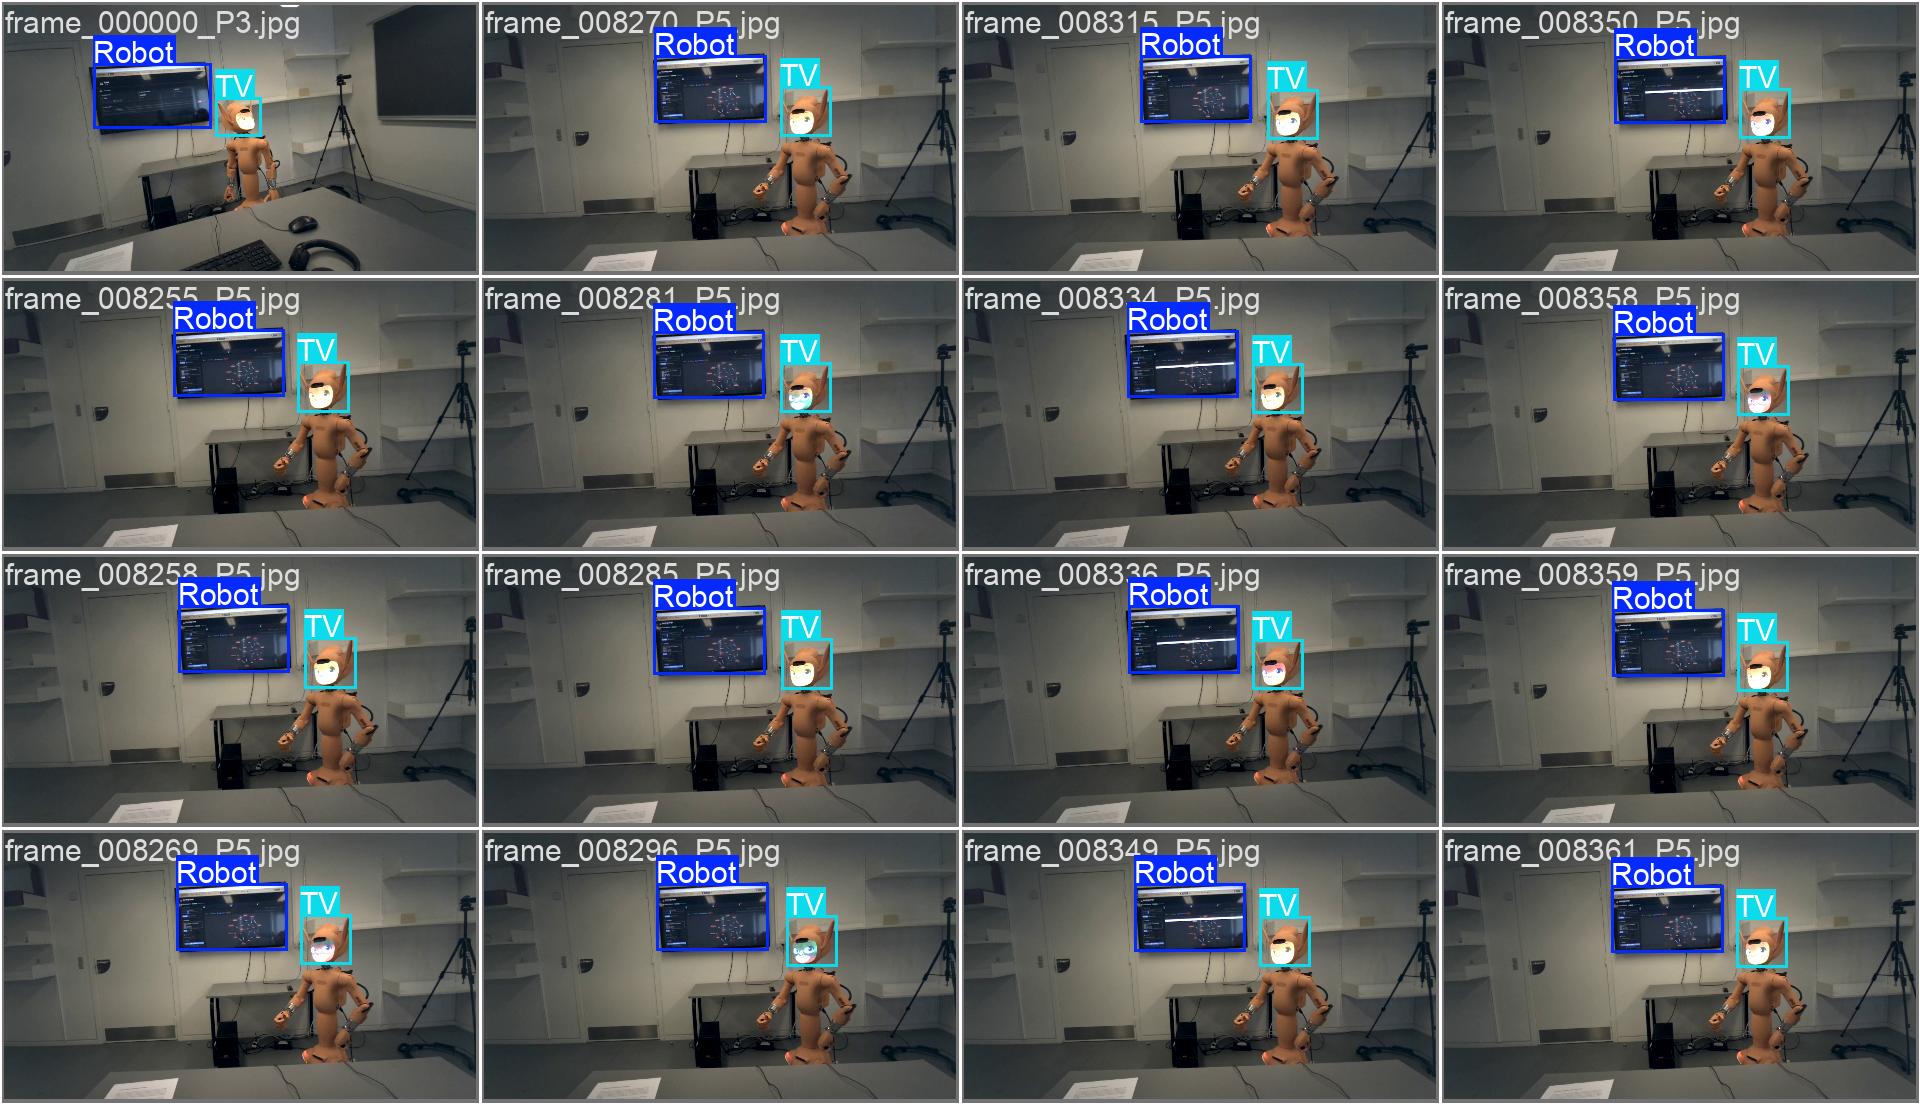 frame_000000_P3.jpg
Robot
TV
frame_008270_P5.jpg
Robot
TV
frame_008315_P5.jpg
Robot
TV
frame_008350_P5.jpg
Robot
TV
frame_008255_P5.jpg
Robot
TV
frame_008281_P5.jpg
Robot
TV
frame_008334_P5.jpg
Robot
TV
frame_008358_P5.jpg
Robot
TV
frame_008258_P5.jpg
Robot
TV
frame_008285_P5.jpg
Robot
TV
frame_008336_P5.jpg
Robot
TV
frame_008359_P5.jpg
Robot
TV
frame_008269_P5.jpg
Robot
TV
frame_008296_P5.jpg
Robot
TV
frame_008349_P5.jpg
Robot
TV
frame_008361_P5.jpg
Robot
TV